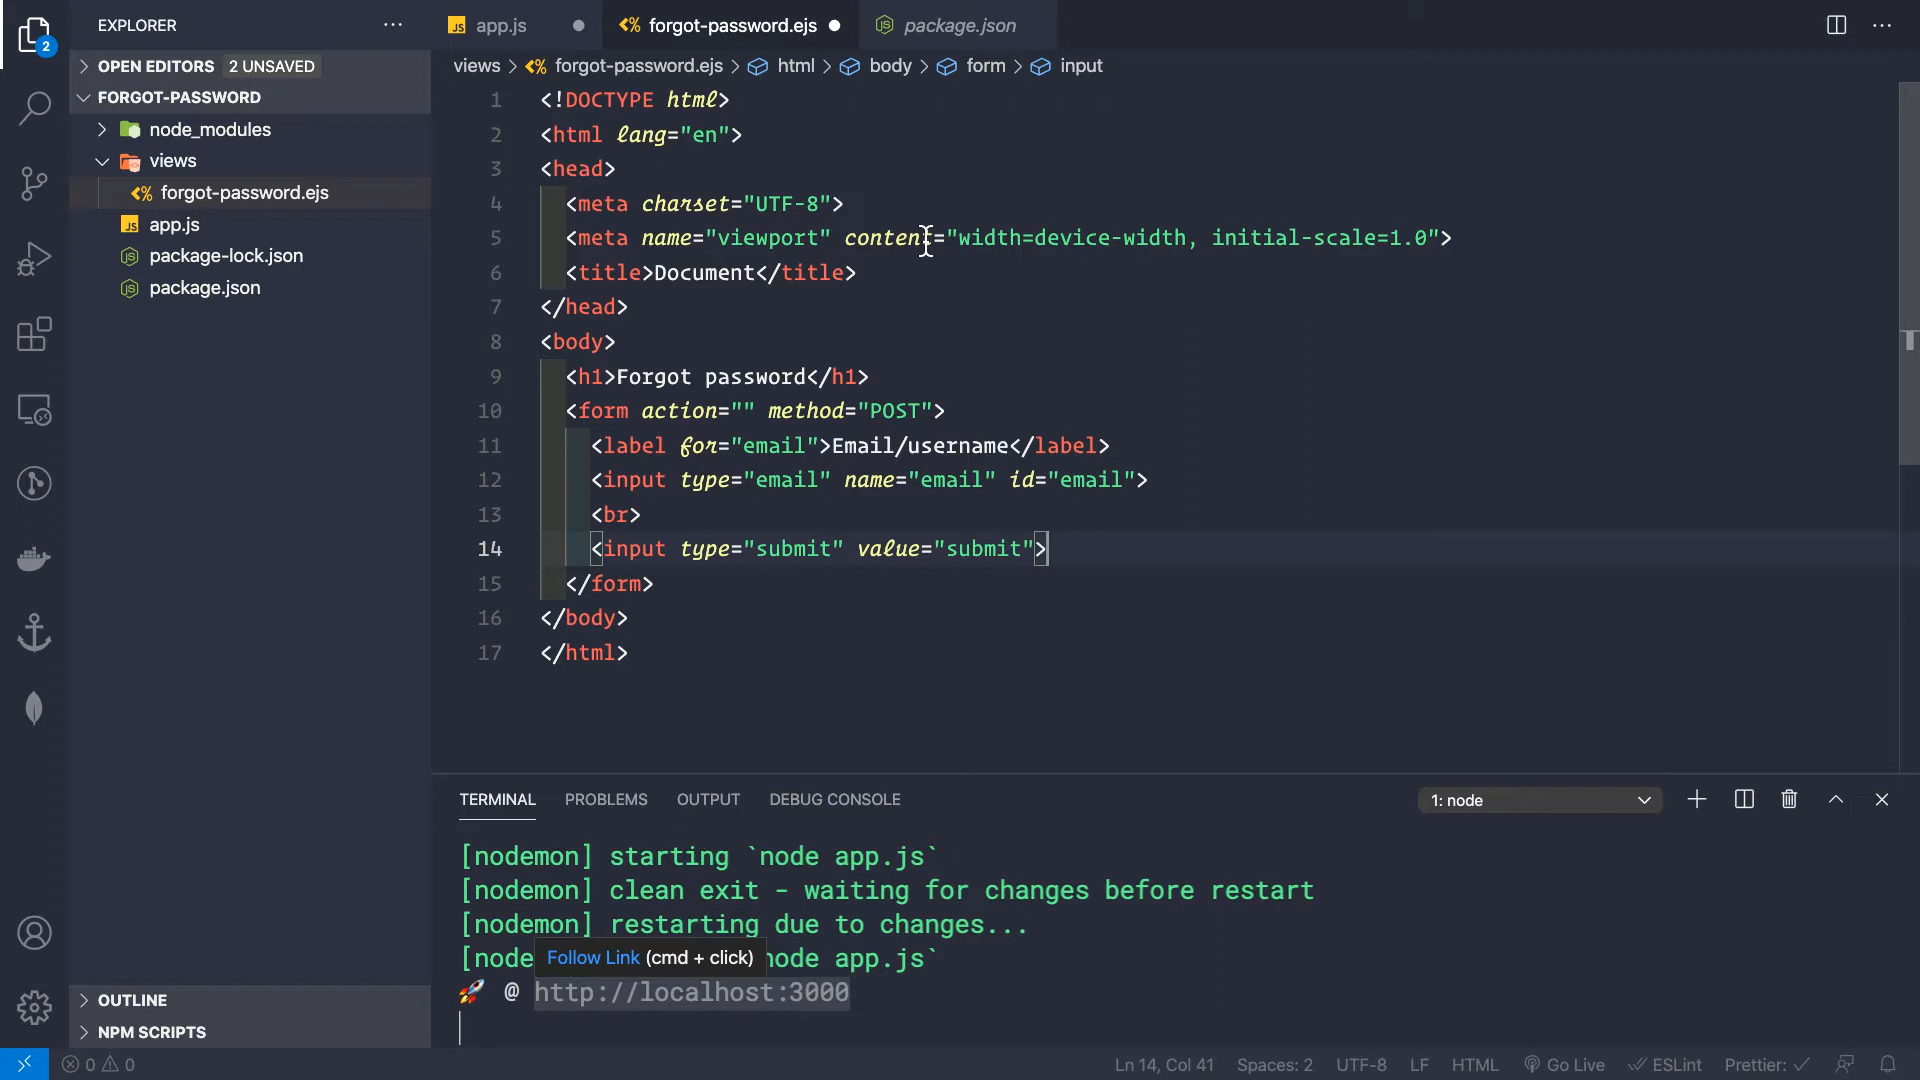 EXPLORER
···
app.js
forgot-password.ejs
package.json
2
OPEN EDITORS 2 UNSAVED
FORGOT-PASSWORD
node_modules
views
forgot-password.ejs
app.js
package-lock.json
package.json
OUTLINE
NPM SCRIPTS
views > forgot-password.ejs > html > body > form > input
1 <!DOCTYPE html>
2 <html lang="en">
3 <head>
4 <meta charset="UTF-8">
5 <meta name="viewport" content="width=device-width, initial-scale=1.0">
6 <title>Document</title>
7 </head>
8 <body>
9 <h1>Forgot password</h1>
10 <form action="" method="POST">
11 <label for="email">Email/username</label>
12 <input type="email" name="email" id="email">
13 <br>
14 <input type="submit" value="submit">
15 </form>
16 </body>
17 </html>
TERMINAL PROBLEMS OUTPUT DEBUG CONSOLE
1: node
[nodemon] starting `node app.js`
[nodemon] clean exit - waiting for changes before restart
[nodemon] restarting due to changes...
[node
Follow Link (cmd + click)
node app.js`
🚀 @ http://localhost:3000
0 0
Ln 14, Col 41 Spaces: 2 UTF-8 LF HTML Go Live ESLint Prettier: ✓